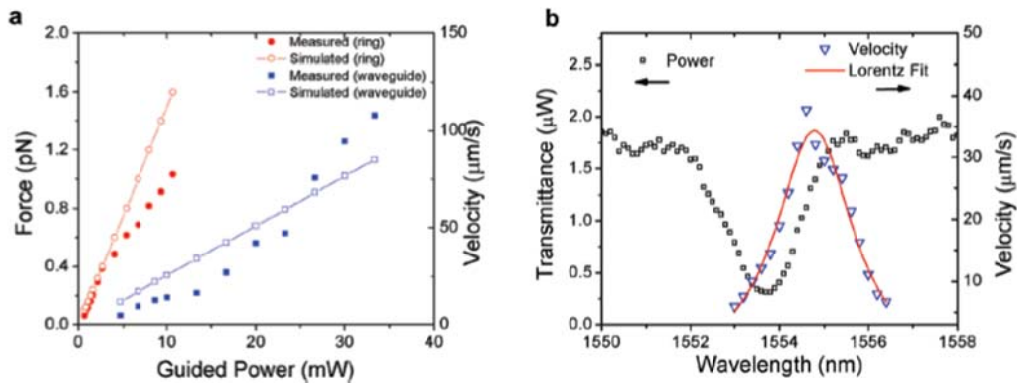 a
2.0
1.6
1.2
0.8
0.4
0.0
Force (pN)
Measured (ring)
Simulated (ring)
Measured (waveguide)
Simulated (waveguide)
150
100
50
0
Velocity (μm/s)
0
10
20
30
40
Guided Power (mW)
b
2.5
2.0
1.5
1.0
0.5
0.0
Transmittance (μW)
Power
Velocity
Lorentz Fit
50
40
30
20
10
Velocity (μm/s)
1550
1552
1554
1556
1558
Wavelength (nm)